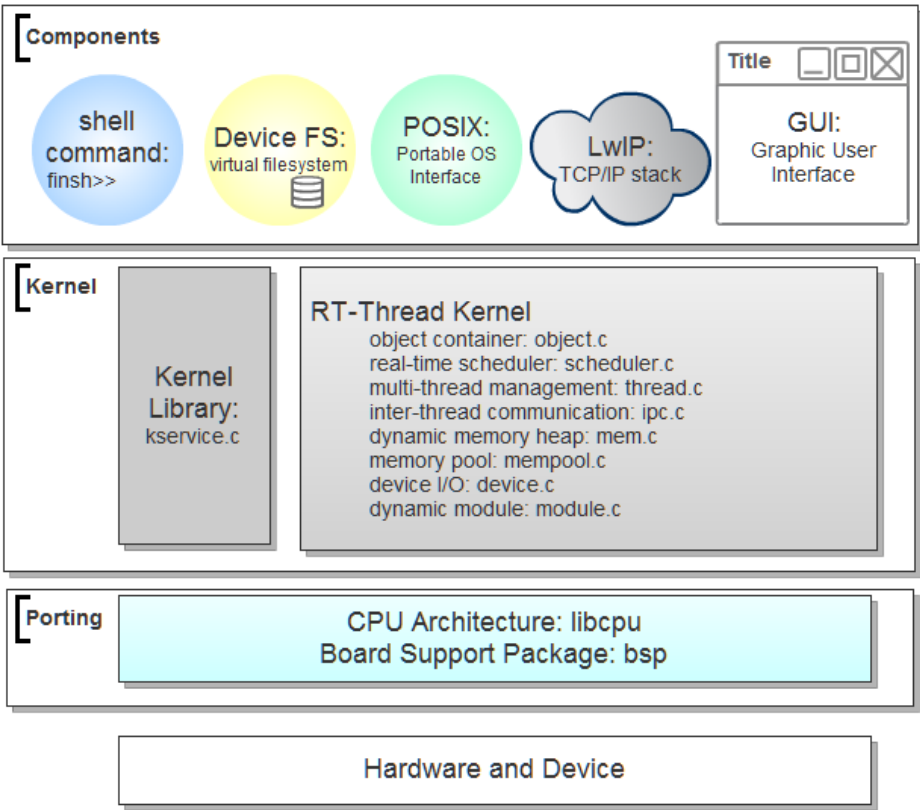 Components
shell
command:
finsh>>
Device FS:
virtual filesystem
POSIX:
Portable OS
Interface
LwIP:
TCP/IP stack
Title
GUI:
Graphic User
Interface
Kernel
Kernel
Library:
kservice.c
RT-Thread Kernel
object container: object.c
real-time scheduler: scheduler.c
multi-thread management: thread.c
inter-thread communication: ipc.c
dynamic memory heap: mem.c
memory pool: mempool.c
device I/O: device.c
dynamic module: module.c
Porting
CPU Architecture: libcpu
Board Support Package: bsp
Hardware and Device